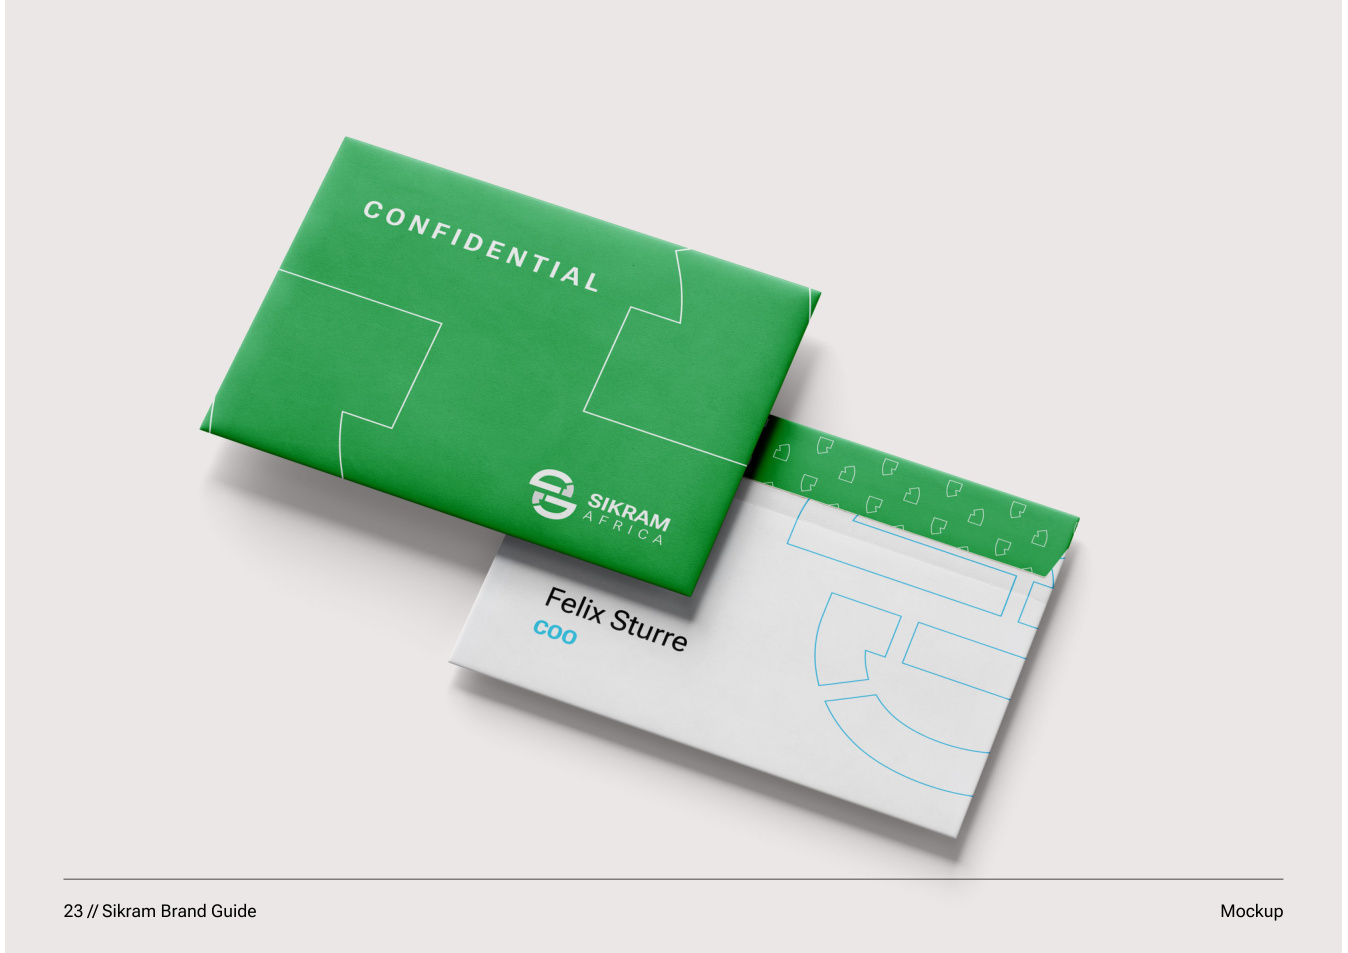 CONFIDENTIAL
SIKRAM
AFRICA
Felix Sturre
COO
23 // Sikram Brand Guide
Mockup